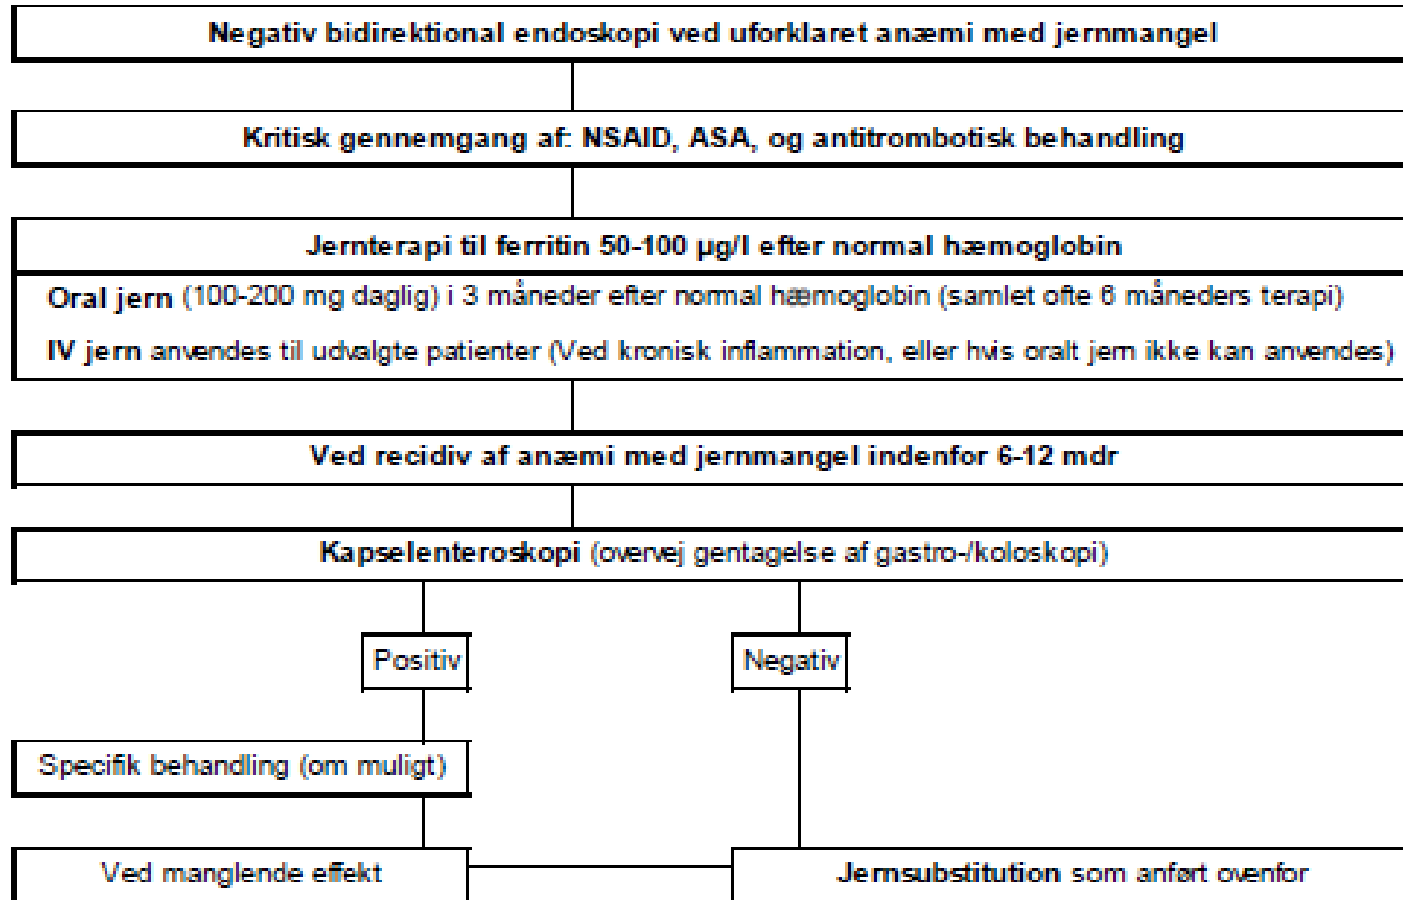 Negativ bidirektional endoskopi ved uforklaret anæmi med jernmangel
Kritisk gennemgang af: NSAID, ASA, og antitrombotisk behandling
Jernterapi til ferritin 50-100 µg/l efter normal hæmoglobin
Oral jern (100-200 mg daglig) i 3 måneder efter normal hæmoglobin (samlet ofte 6 måneders terapi)
IV jern anvendes til udvalgte patienter (Ved kronisk inflammation, eller hvis oralt jern ikke kan anvendes)
Ved recidiv af anæmi med jernmangel indenfor 6-12 mdr
Kapselenteroskopi (overvej gentagelse af gastro-/koloskopi)
Positiv
Negativ
Specifik behandling (om muligt)
Ved manglende effekt
Jernsubstitution som anført ovenfor